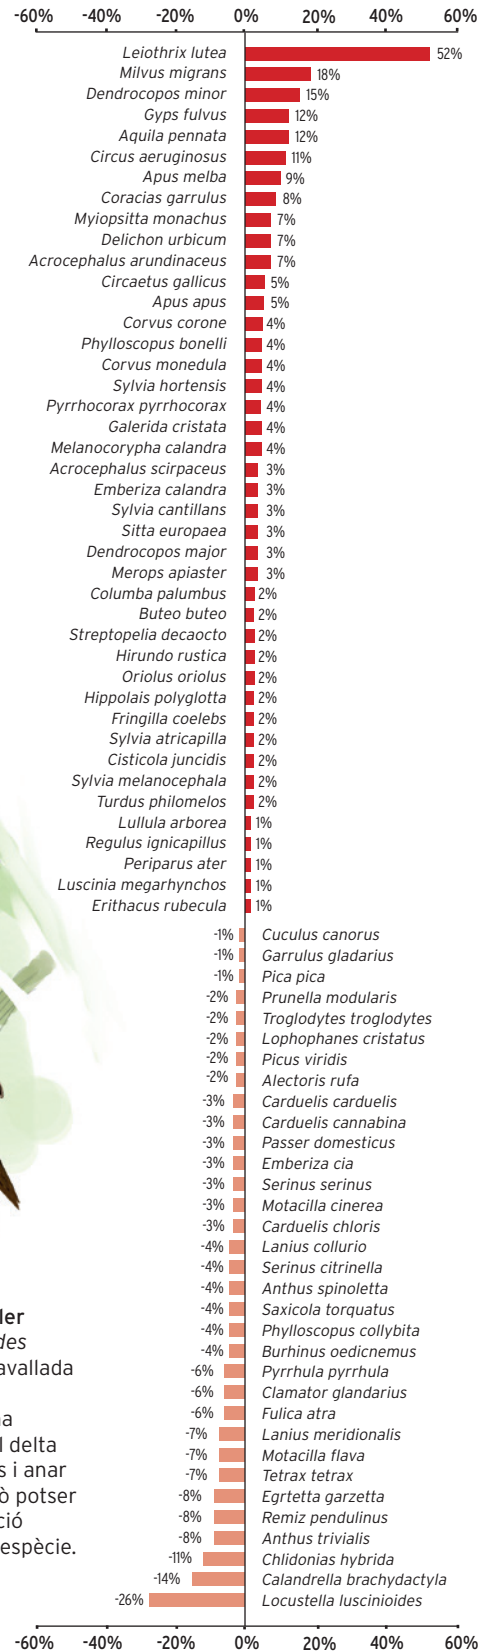 -60% -40% -20% 0% 20% 40% 60%
Leiothrix lutea 52%
Milvus migrans 18%
Dendrocopos minor 15%
Gyps fulvus 12%
Aquila pennata 12%
Circus aeruginosus 11%
Apus melba 9%
Coracias garrulus 8%
Myiopsitta monachus 7%
Delichon urbicum 7%
Acrocephalus arundinaceus 7%
Circaetus gallicus 5%
Apus apus 5%
Corvus corone 4%
Phylloscopus bonelli 4%
Corvus monedula 4%
Sylvia hortensis 4%
Pyrrhocorax pyrrhocorax 4%
Galerida cristata 4%
Melanocorypha calandra 4%
Acrocephalus scirpaceus 3%
Emberiza calandra 3%
Sylvia cantillans 3%
Sitta europaea 3%
Dendrocopos major 3%
Merops apiaster 3%
Columba palumbus 2%
Buteo buteo 2%
Streptopelia decaocto 2%
Hirundo rustica 2%
Oriolus oriolus 2%
Hippolais polyglotta 2%
Fringilla coelebs 2%
Sylvia atricapilla 2%
Cisticola juncidis 2%
Sylvia melanocephala 2%
Turdus philomelos 2%
Lullula arborea 1%
Regulus ignicapillus 1%
Periparus ater 1%
Luscinia megarhynchos 1%
Erithacus rubecula 1%
-1% Cuculus canorus
-1% Garrulus gladarius
-1% Pica pica
-2% Prunella modularis
-2% Troglodytes troglodytes
-2% Lophophanes cristatus
-2% Picus viridis
-2% Alectoris rufa
-3% Carduelis carduelis
-3% Carduelis cannabina
-3% Passer domesticus
-3% Emberiza cia
-3% Serinus serinus
-3% Motacilla cinerea
-3% Carduelis chloris
-4% Lanius collurio
-4% Serinus citrinella
-4% Anthus spinoletta
-4% Saxicola torquatus
-4% Phylloscopus collybita
-4% Burhinus oedicnemus
-6% Pyrrhula pyrrhula
-6% Clamator glandarius
-6% Fulica atra
-7% Lanius meridionalis
-7% Motacilla flava
-7% Tetrax tetrax
-8% Egrtetta garzetta
-8% Remiz pendulinus
-8% Anthus trivialis
-11% Chlidonias hybrida
-14% Calandrella brachydactyla
-26% Locustella luscinioides
-60% -40% -20% 0% 20% 40% 60%
ler
des
avallada
na
l delta
s i anar
ò potser
ció
espècie.